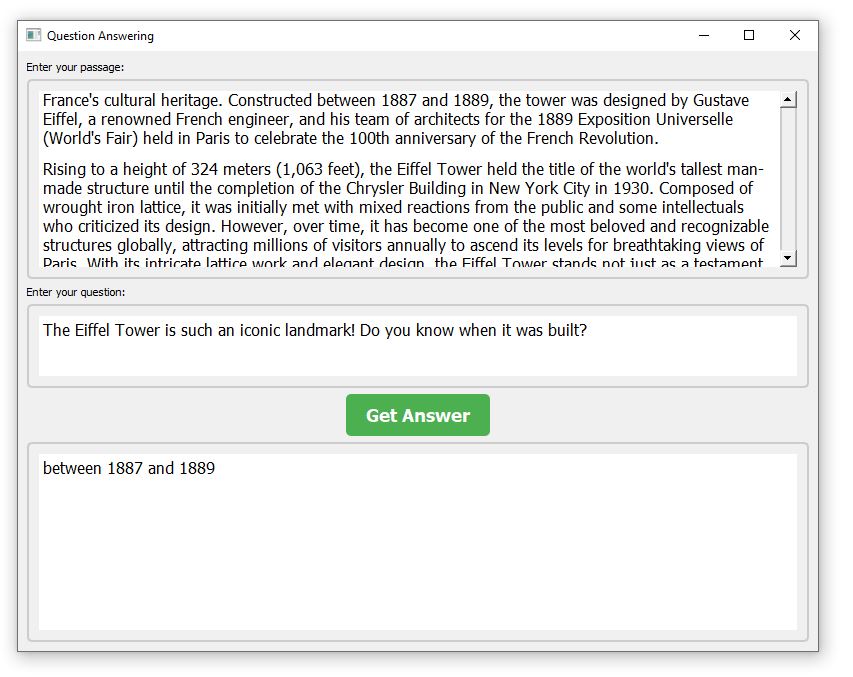 Question Answering
Enter your passage:
France's cultural heritage. Constructed between 1887 and 1889, the tower was designed by Gustave
Eiffel, a renowned French engineer, and his team of architects for the 1889 Exposition Universelle
(World's Fair) held in Paris to celebrate the 100th anniversary of the French Revolution.
Rising to a height of 324 meters (1,063 feet), the Eiffel Tower held the title of the world's tallest man-
made structure until the completion of the Chrysler Building in New York City in 1930. Composed of
wrought iron lattice, it was initially met with mixed reactions from the public and some intellectuals
who criticized its design. However, over time, it has become one of the most beloved and recognizable
structures globally, attracting millions of visitors annually to ascend its levels for breathtaking views of
Paris. With its intricate lattice work and elegant design, the Eiffel Tower stands not just as a testament
Enter your question:
The Eiffel Tower is such an iconic landmark! Do you know when it was built?
Get Answer
between 1887 and 1889